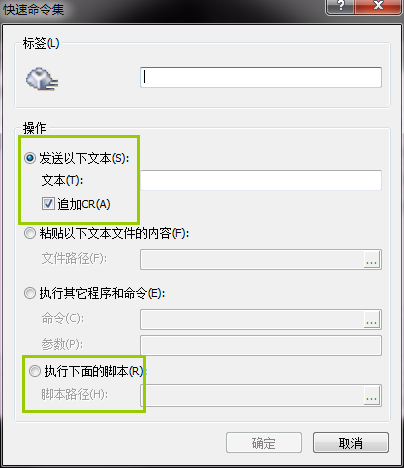 快速命令集
标签(L)
操作
发送以下文本(S):
文本(T):
追加CR(A)
粘贴以下文本文件的内容(F):
文件路径(F):
...
执行其它程序和命令(E):
命令(C):
...
参数(P):
执行下面的脚本(R)
脚本路径(H):
...
确定
取消